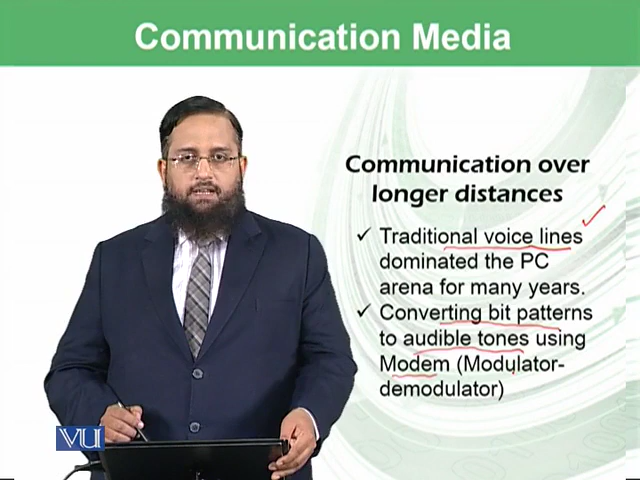 Communication Media
Communication over
longer distances
✓ Traditional voice lines
dominated the PC
arena for many years.
✓ Converting bit patterns
to audible tones using
Modem (Modulator-
demodulator)
VU